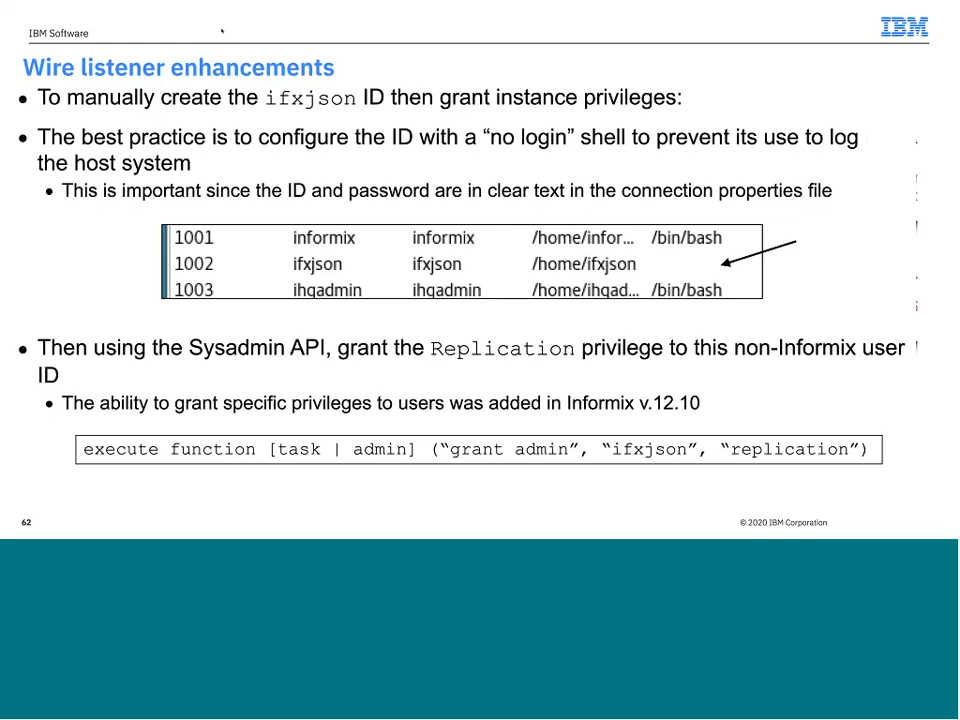 IBM Software
IBM
Wire listener enhancements
• To manually create the ifxjson ID then grant instance privileges:
• The best practice is to configure the ID with a “no login” shell to prevent its use to log
the host system
• This is important since the ID and password are in clear text in the connection properties file
1001 informix informix /home/infor... /bin/bash
1002 ifxjson ifxjson /home/ifxjson
1003 ihqadmin ihqadmin /home/ihqad... /bin/bash
• Then using the Sysadmin API, grant the Replication privilege to this non-Informix user
ID
• The ability to grant specific privileges to users was added in Informix v.12.10
execute function [task | admin] (“grant admin”, “ifxjson”, “replication”)
62
© 2020 IBM Corporation